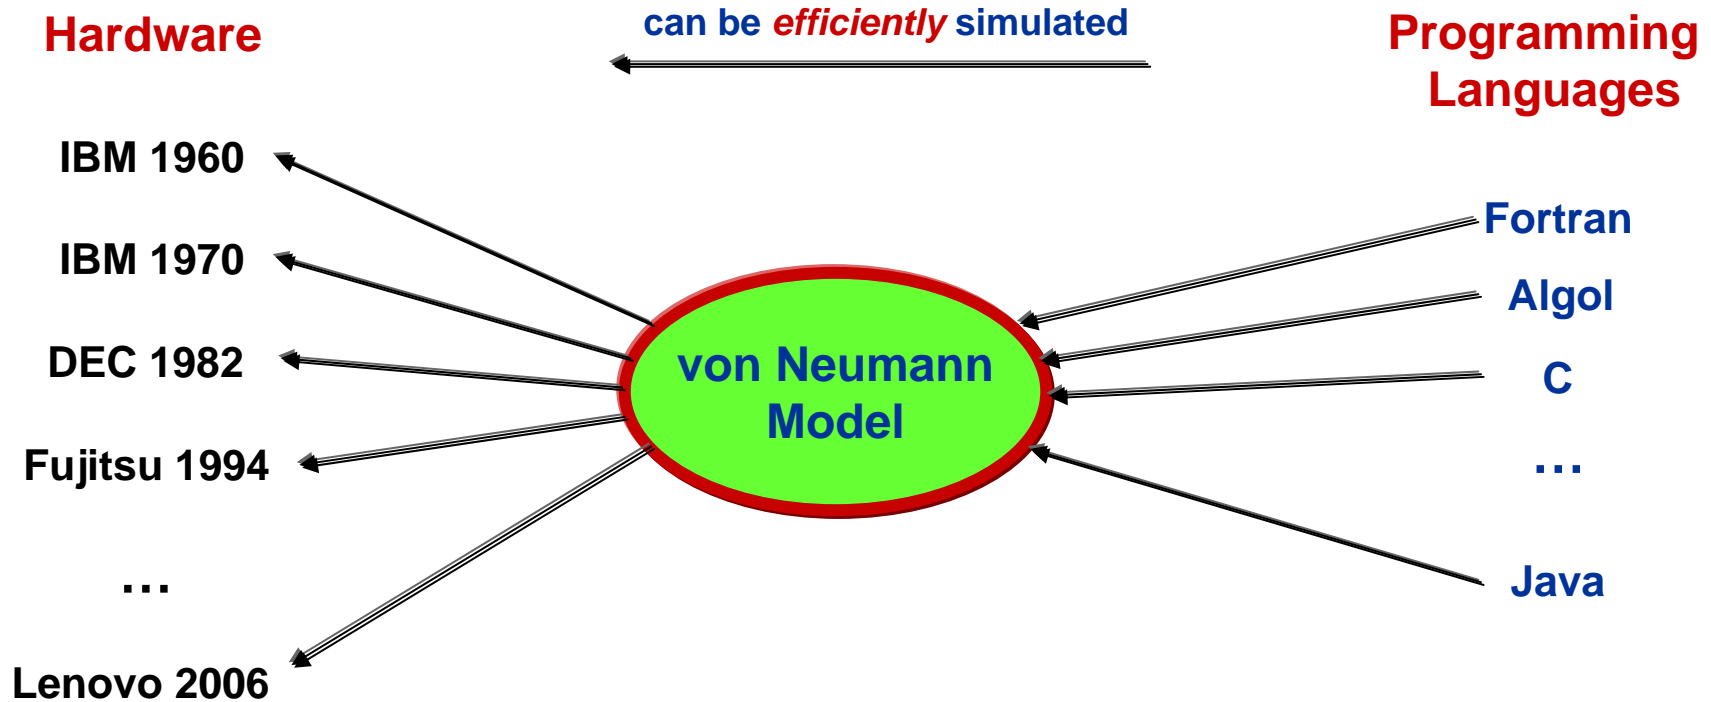 Hardware
can be efficiently simulated
Programming
Languages
IBM 1960
IBM 1970
DEC 1982
Fujitsu 1994
…
Lenovo 2006
von Neumann
Model
Fortran
Algol
C
…
Java